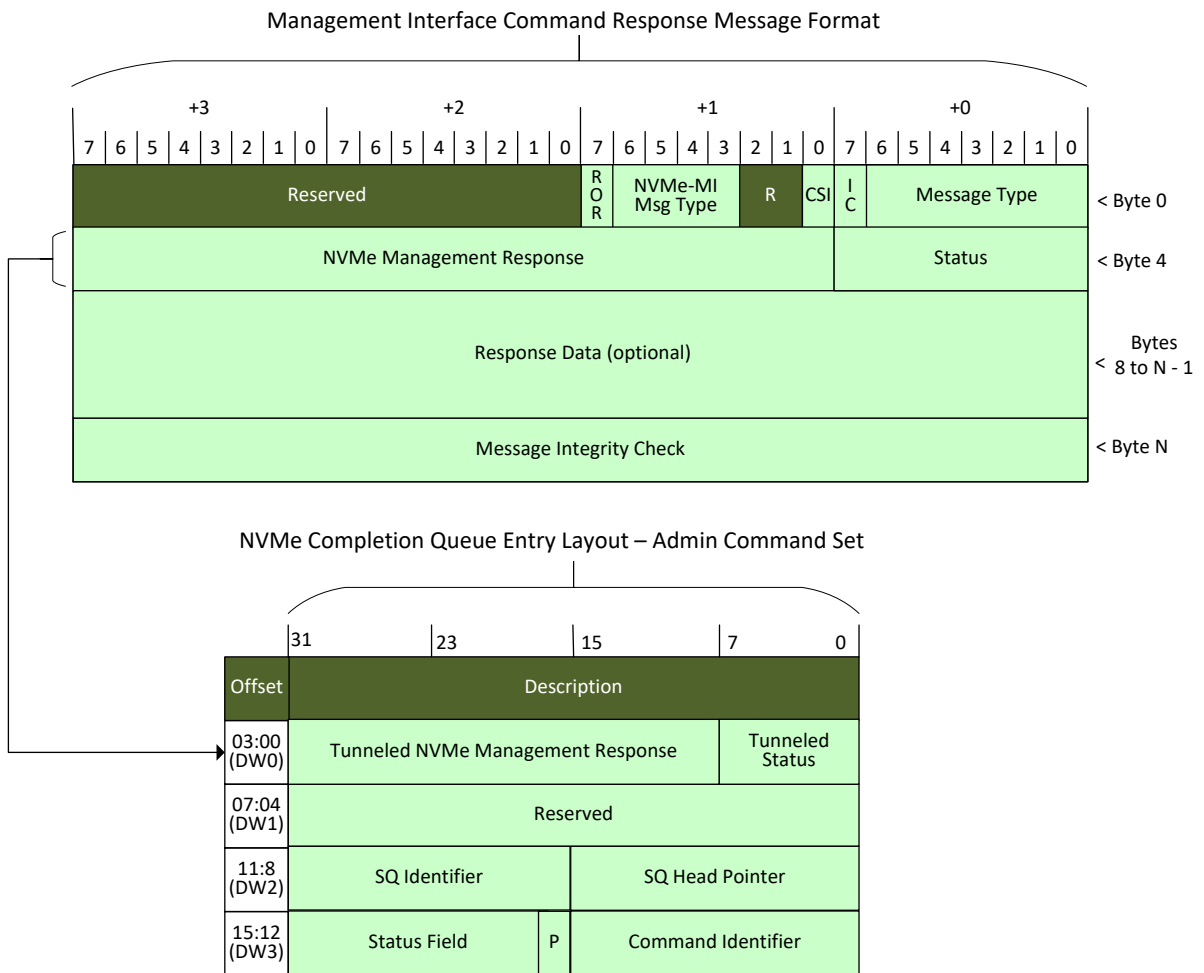 Management Interface Command Response Message Format
+3 +2 +1 +0
7 6 5 4 3 2 1 0 7 6 5 4 3 2 1 0 7 6 5 4 3 2 1 0 7 6 5 4 3 2 1 0
Reserved
R
O
R
NVMe-MI
Msg Type
R
CSI
I
C
Message Type
< Byte 0
NVMe Management Response
Status
< Byte 4
Response Data (optional)
Bytes
< 8 to N - 1
Message Integrity Check
< Byte N
NVMe Completion Queue Entry Layout – Admin Command Set
31 23 15 7 0
Offset
Description
03:00
(DW0)
Tunneled NVMe Management Response
Tunneled
Status
07:04
(DW1)
Reserved
11:8
(DW2)
SQ Identifier
SQ Head Pointer
15:12
(DW3)
Status Field
P
Command Identifier